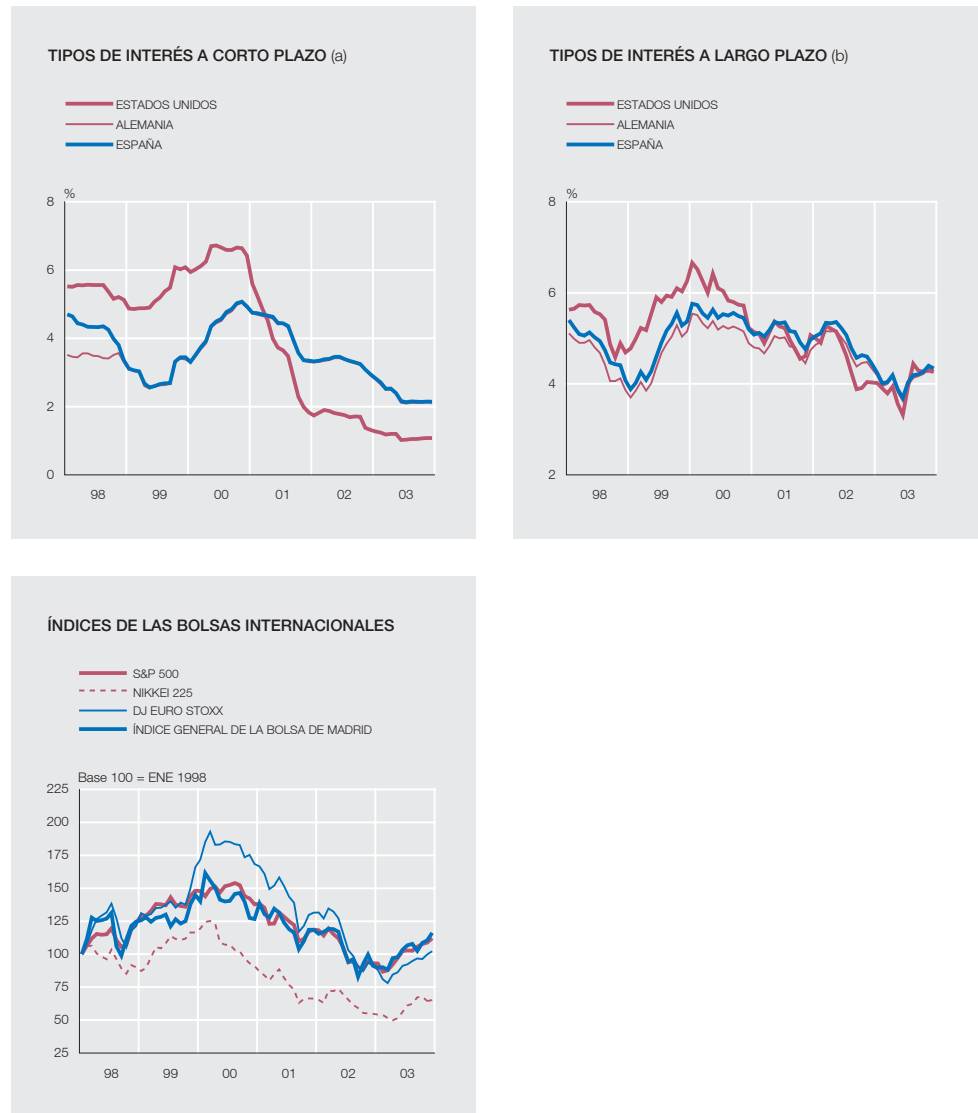 TIPOS DE INTERÉS A CORTO PLAZO (a)
ESTADOS UNIDOS
ALEMANIA
ESPAÑA
%
8
6
4
2
0
98 99 00 01 02 03
TIPOS DE INTERÉS A LARGO PLAZO (b)
ESTADOS UNIDOS
ALEMANIA
ESPAÑA
%
8
6
4
2
98 99 00 01 02 03
ÍNDICES DE LAS BOLSAS INTERNACIONALES
S&P 500
NIKKEI 225
DJ EURO STOXX
ÍNDICE GENERAL DE LA BOLSA DE MADRID
Base 100 = ENE 1998
225
200
175
150
125
100
75
50
25
98 99 00 01 02 03